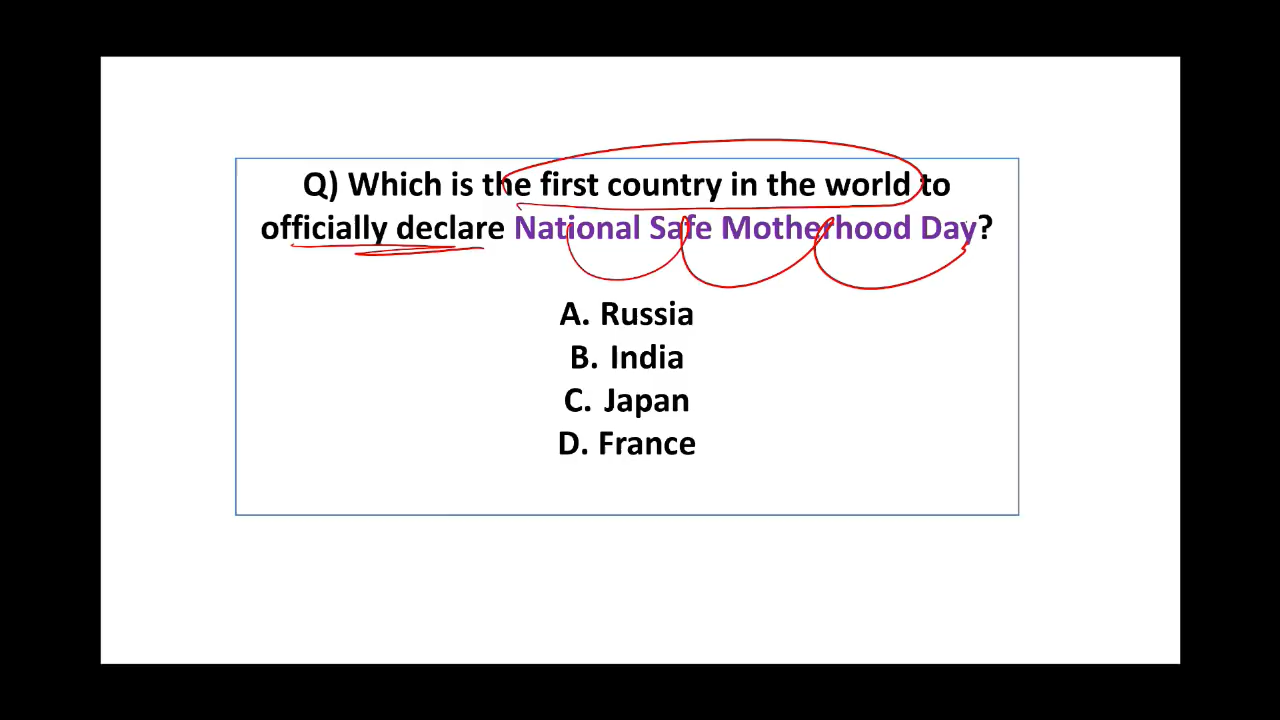 Q) Which is the first country in the world to
officially declare National Safe Motherhood Day?
A. Russia
B. India
C. Japan
D. France